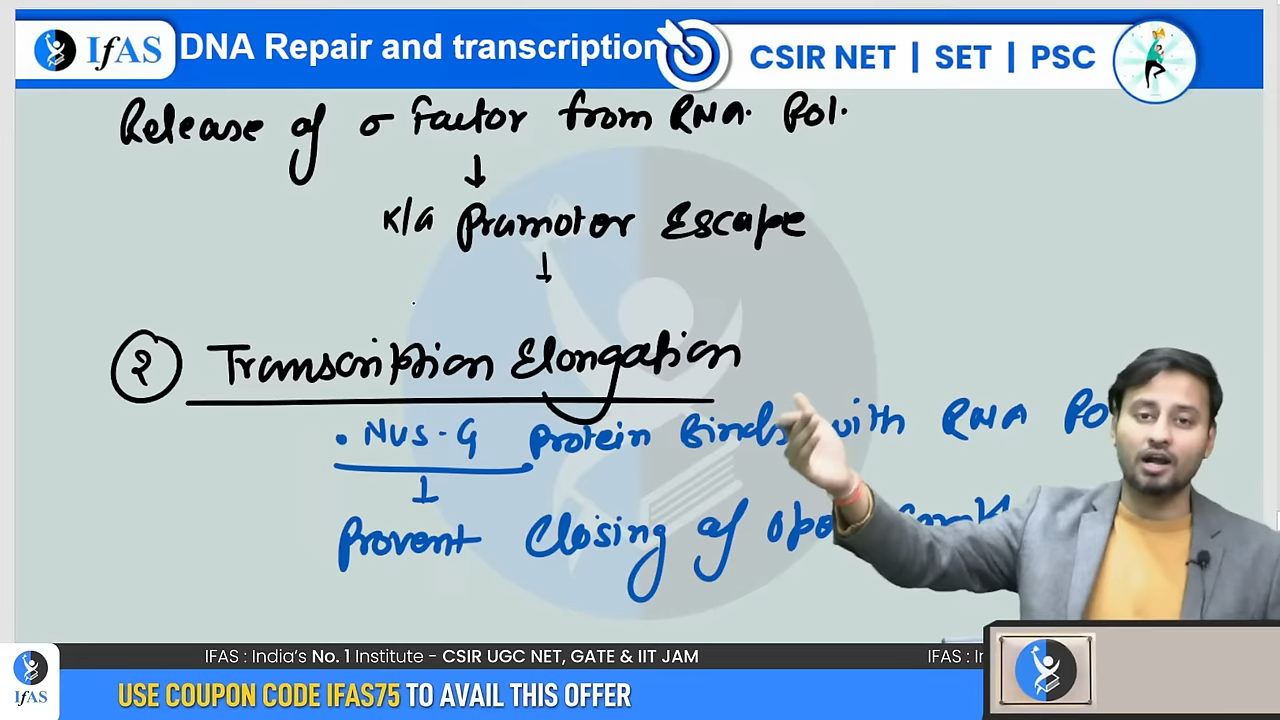 IfAS DNA Repair and transcription CSIR NET | SET | PSC
Release of σ Factor from RNA. Pol.
↓
K/a Promotor Escape
↓
② Transcription Elongation
• NUS-G Protein Binds with RNA Po
↓
Prevent Closing of
IFAS : India's No. 1 Institute - CSIR UGC NET, GATE & IIT JAM IFAS : In
IfAS USE COUPON CODE IFAS75 TO AVAIL THIS OFFER